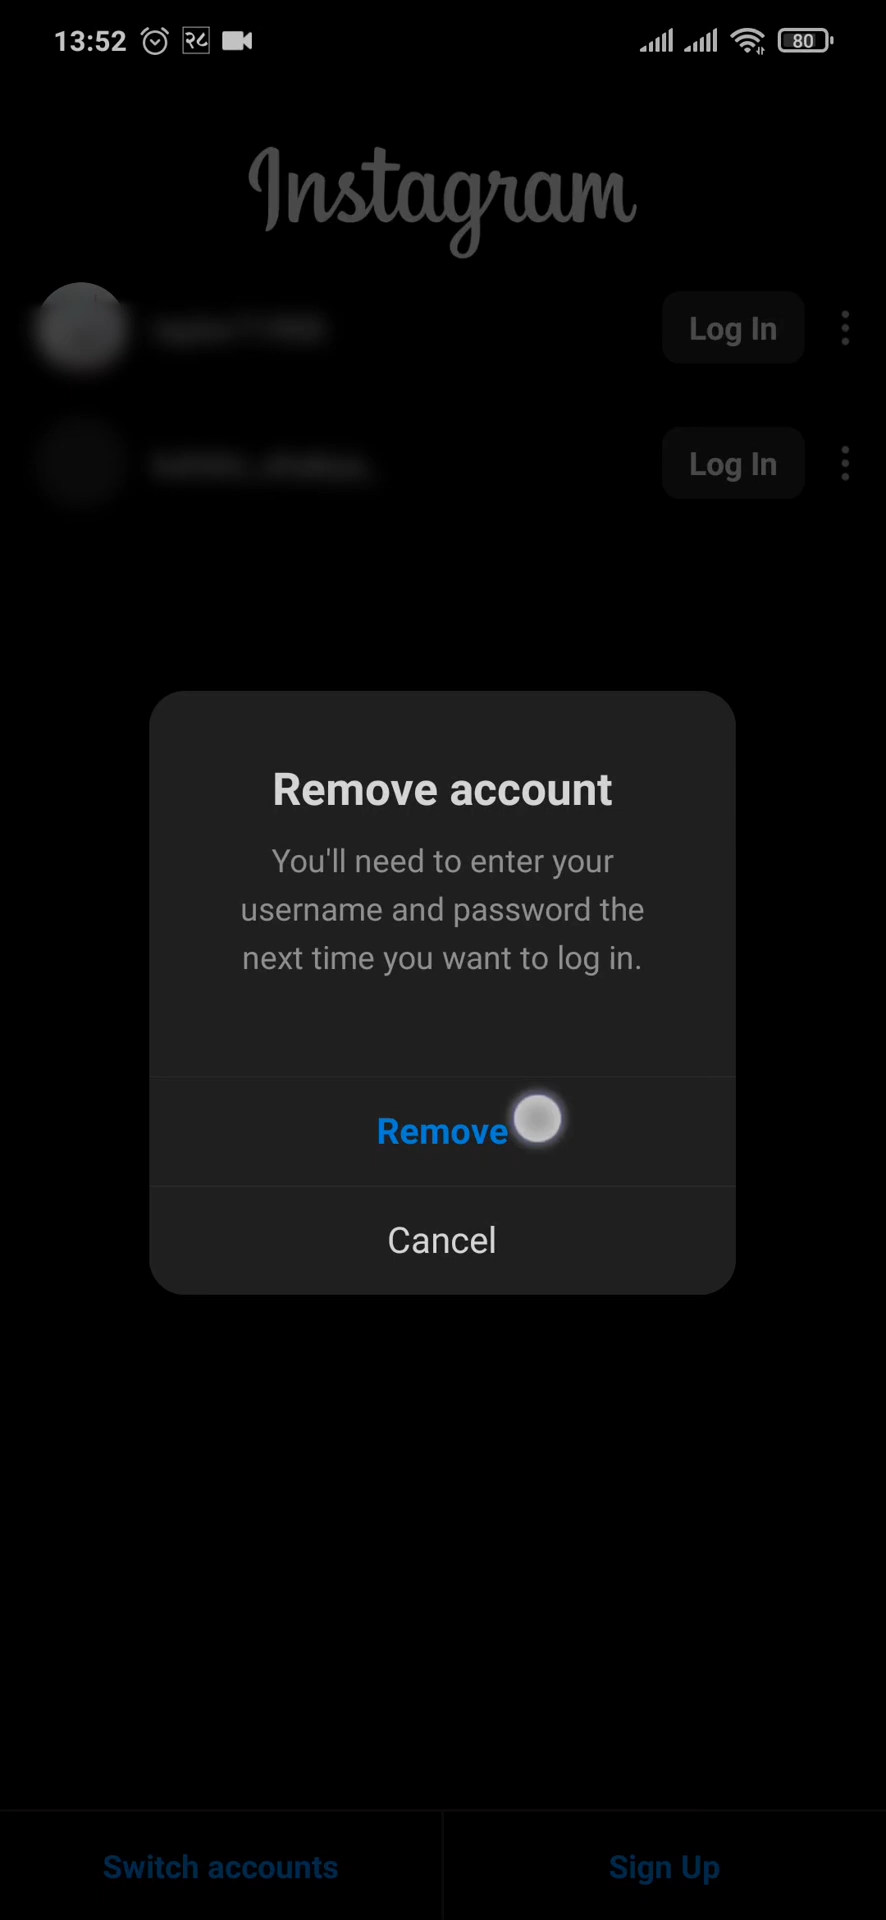 13:52 २८ 80
Instagram
Log In
Log In
Remove account
You'll need to enter your
username and password the
next time you want to log in.
Remove
Cancel
Switch accounts Sign Up